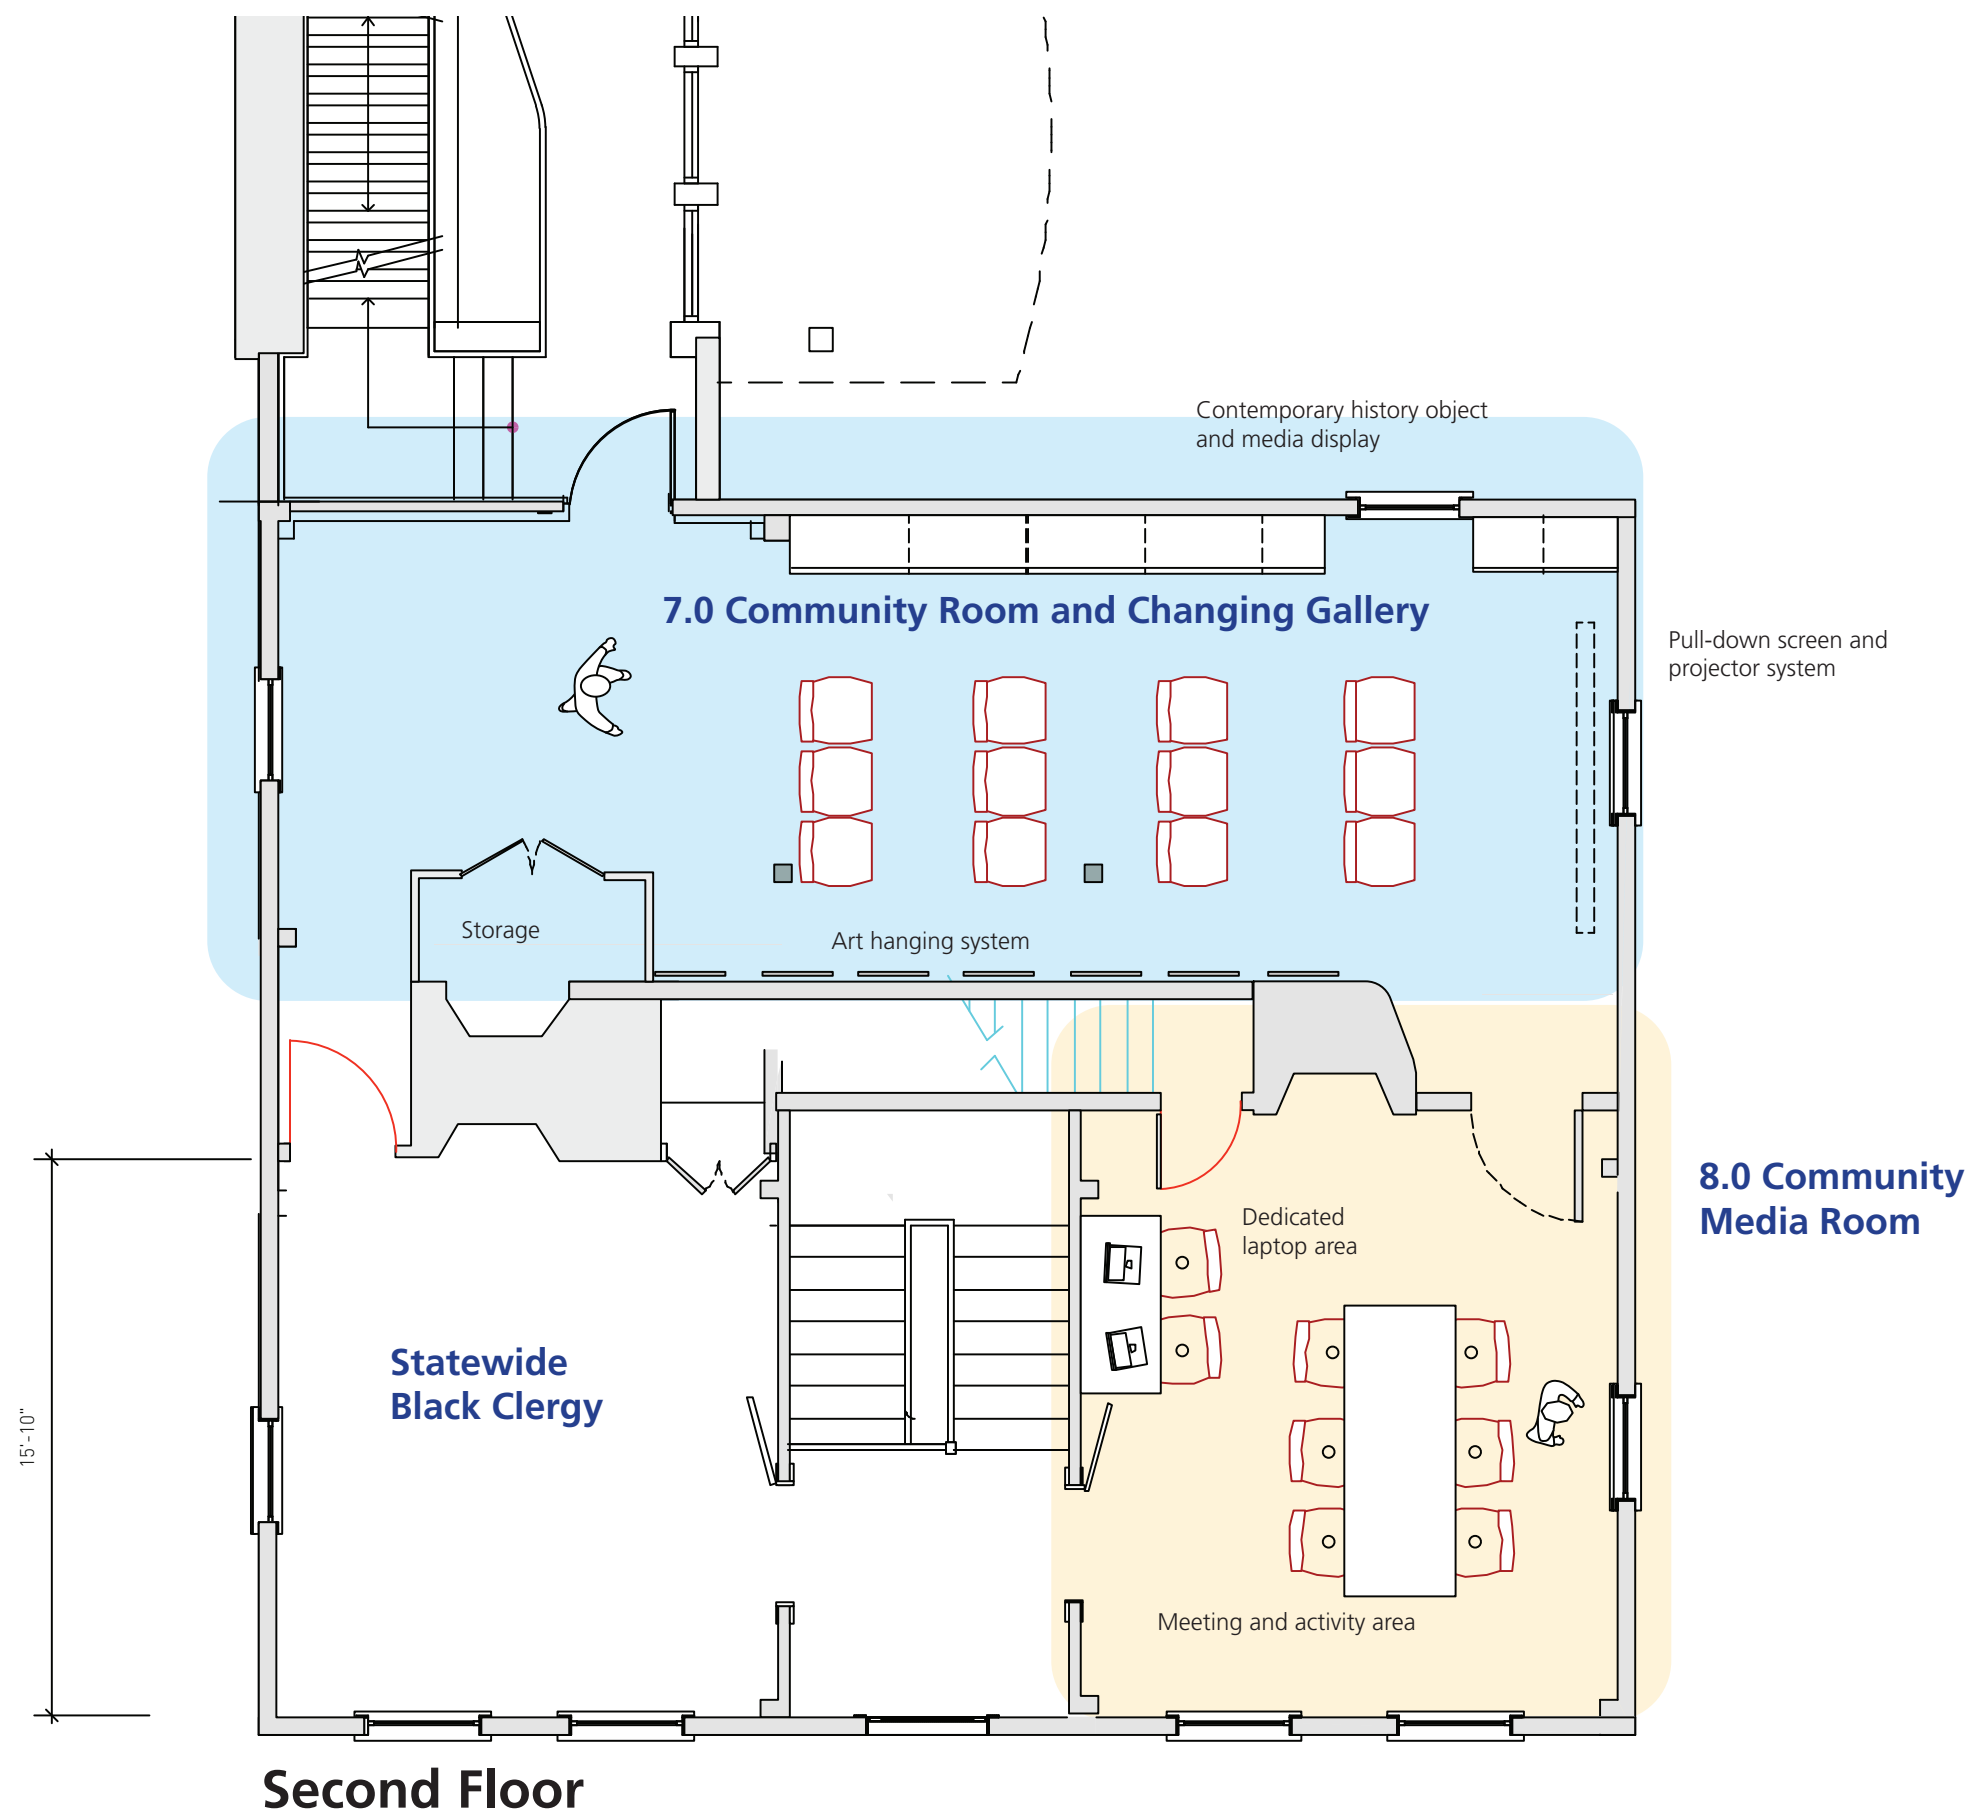 Contemporary history object
and media display
7.0 Community Room and Changing Gallery
Pull-down screen and
projector system
Storage
Art hanging system
8.0 Community
Media Room
Dedicated
laptop area
Statewide
Black Clergy
15'-10"
Meeting and activity area
Second Floor